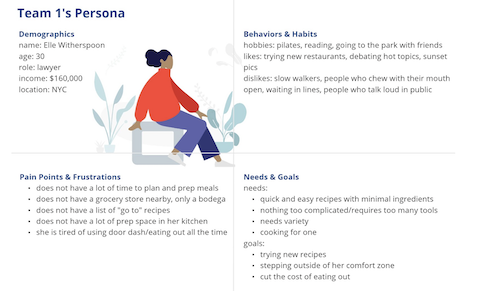 Team 1's Persona
Demographics
name: Elle Witherspoon
age: 30
role: lawyer
income: $160,000
location: NYC
Behaviors & Habits
hobbies: pilates, reading, going to the park with friends
likes: trying new restaurants, debating hot topics, sunset
pics
dislikes: slow walkers, people who chew with their mouth
open, waiting in lines, people who talk loud in public
Pain Points & Frustrations
• does not have a lot of time to plan and prep meals
• does not have a grocery store nearby, only a bodega
• does not have a list of "go to" recipes
• does not have a lot of prep space in her kitchen
• she is tired of using door dash/eating out all the time
Needs & Goals
needs:
• quick and easy recipes with minimal ingredients
• nothing too complicated/requires too many tools
• needs variety
• cooking for one
goals:
• trying new recipes
• stepping outside of her comfort zone
• cut the cost of eating out